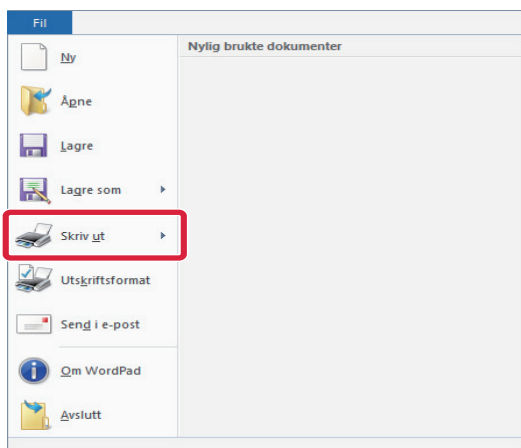 Fil
Nylig brukte dokumenter
Ny
Åpne
Lagre
Lagre som
Skriv ut
Utskriftsformat
Send i e-post
Om WordPad
Avslutt